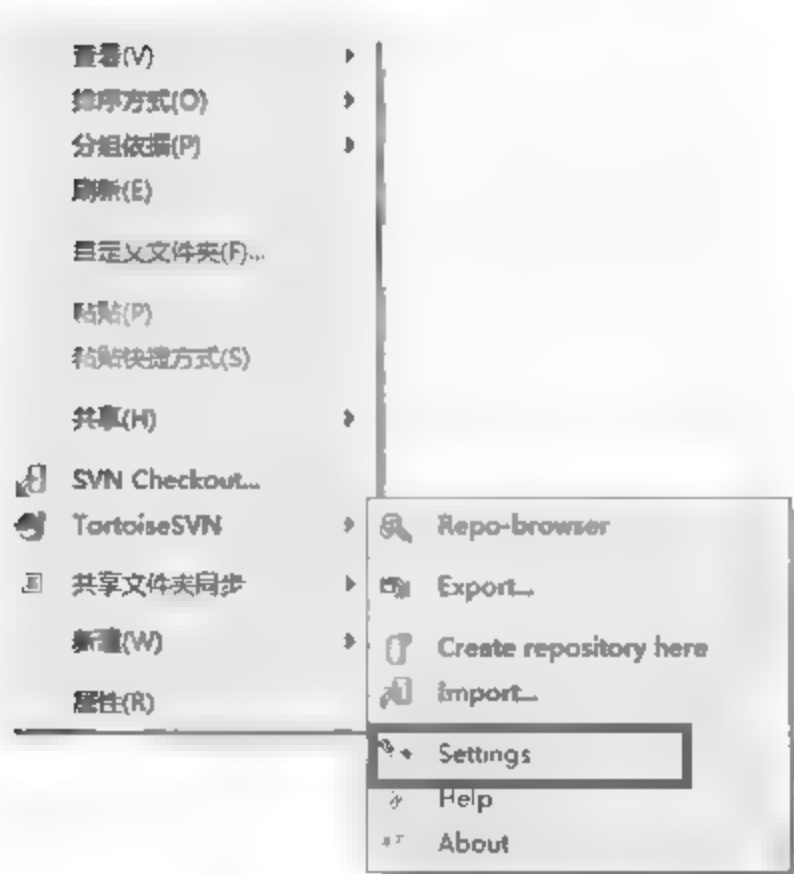 查看(V)
排序方式(O)
分组依据(P)
刷新(E)
自定义文件夹(F)...
粘贴(P)
粘贴快捷方式(S)
共享(H)
SVN Checkout...
TortoiseSVN
共享文件夹同步
新建(W)
属性(R)
Repo-browser
Export...
Create repository here
Import...
Settings
Help
About